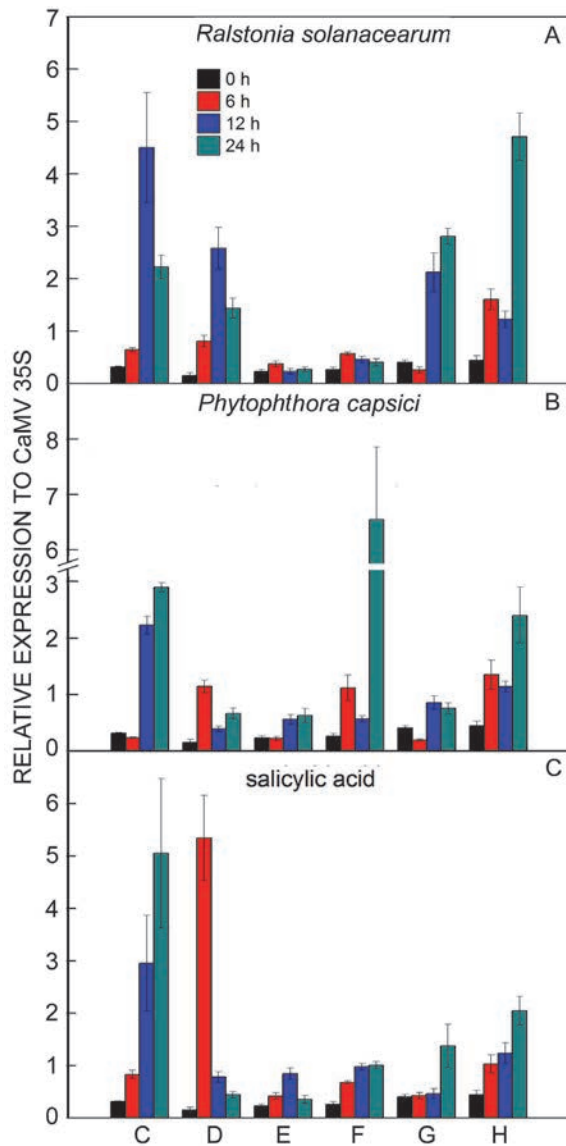 7
Ralstonia solanacearum A
6
0 h
6 h
5
12 h
24 h
4
3
2
1
0
Phytophthora capsici B
8
7
6
3
2
1
0
salicylic acid C
6
5
4
3
2
1
0
C D E F G H
RELATIVE EXPRESSION TO CaMV 35S